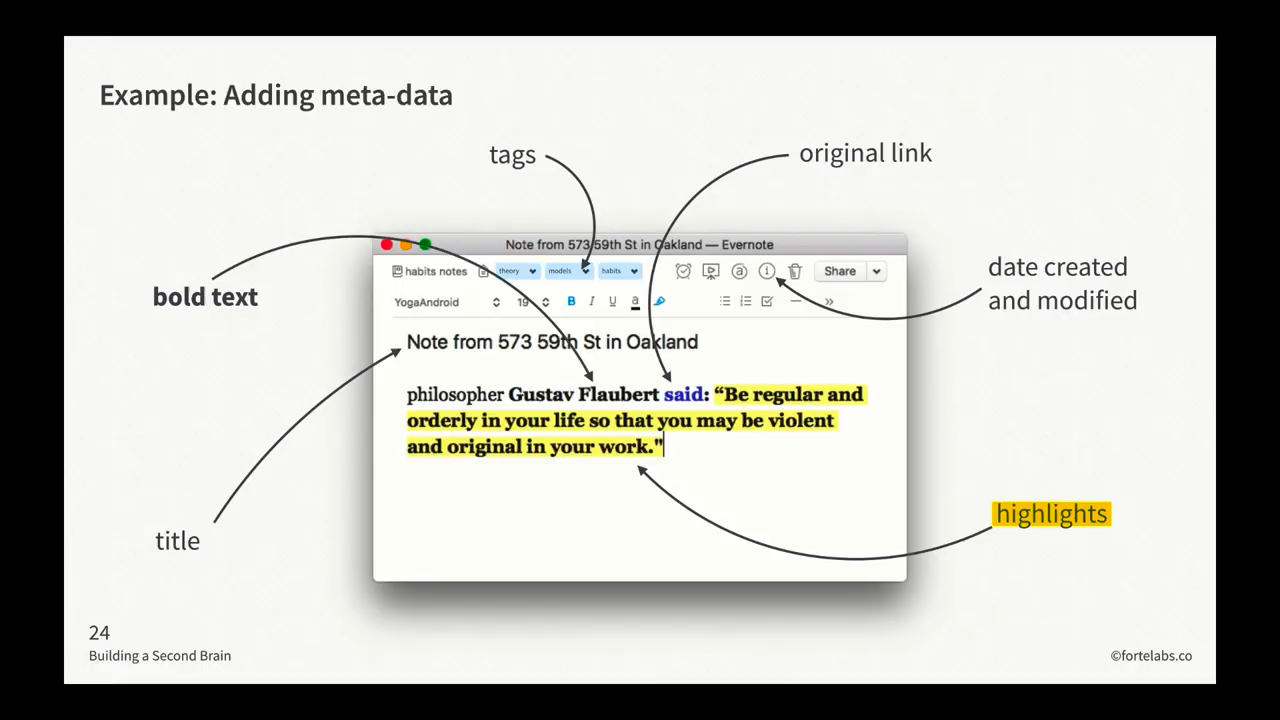 Example: Adding meta-data
tags
original link
bold text
date created
and modified
title
highlights
Note from 573 59th St in Oakland — Evernote
habits notes theory models habits Share
YogaAndroid 19 B I U a »
Note from 573 59th St in Oakland
philosopher Gustav Flaubert said: “Be regular and
orderly in your life so that you may be violent
and original in your work."
24
Building a Second Brain
©fortelabs.co